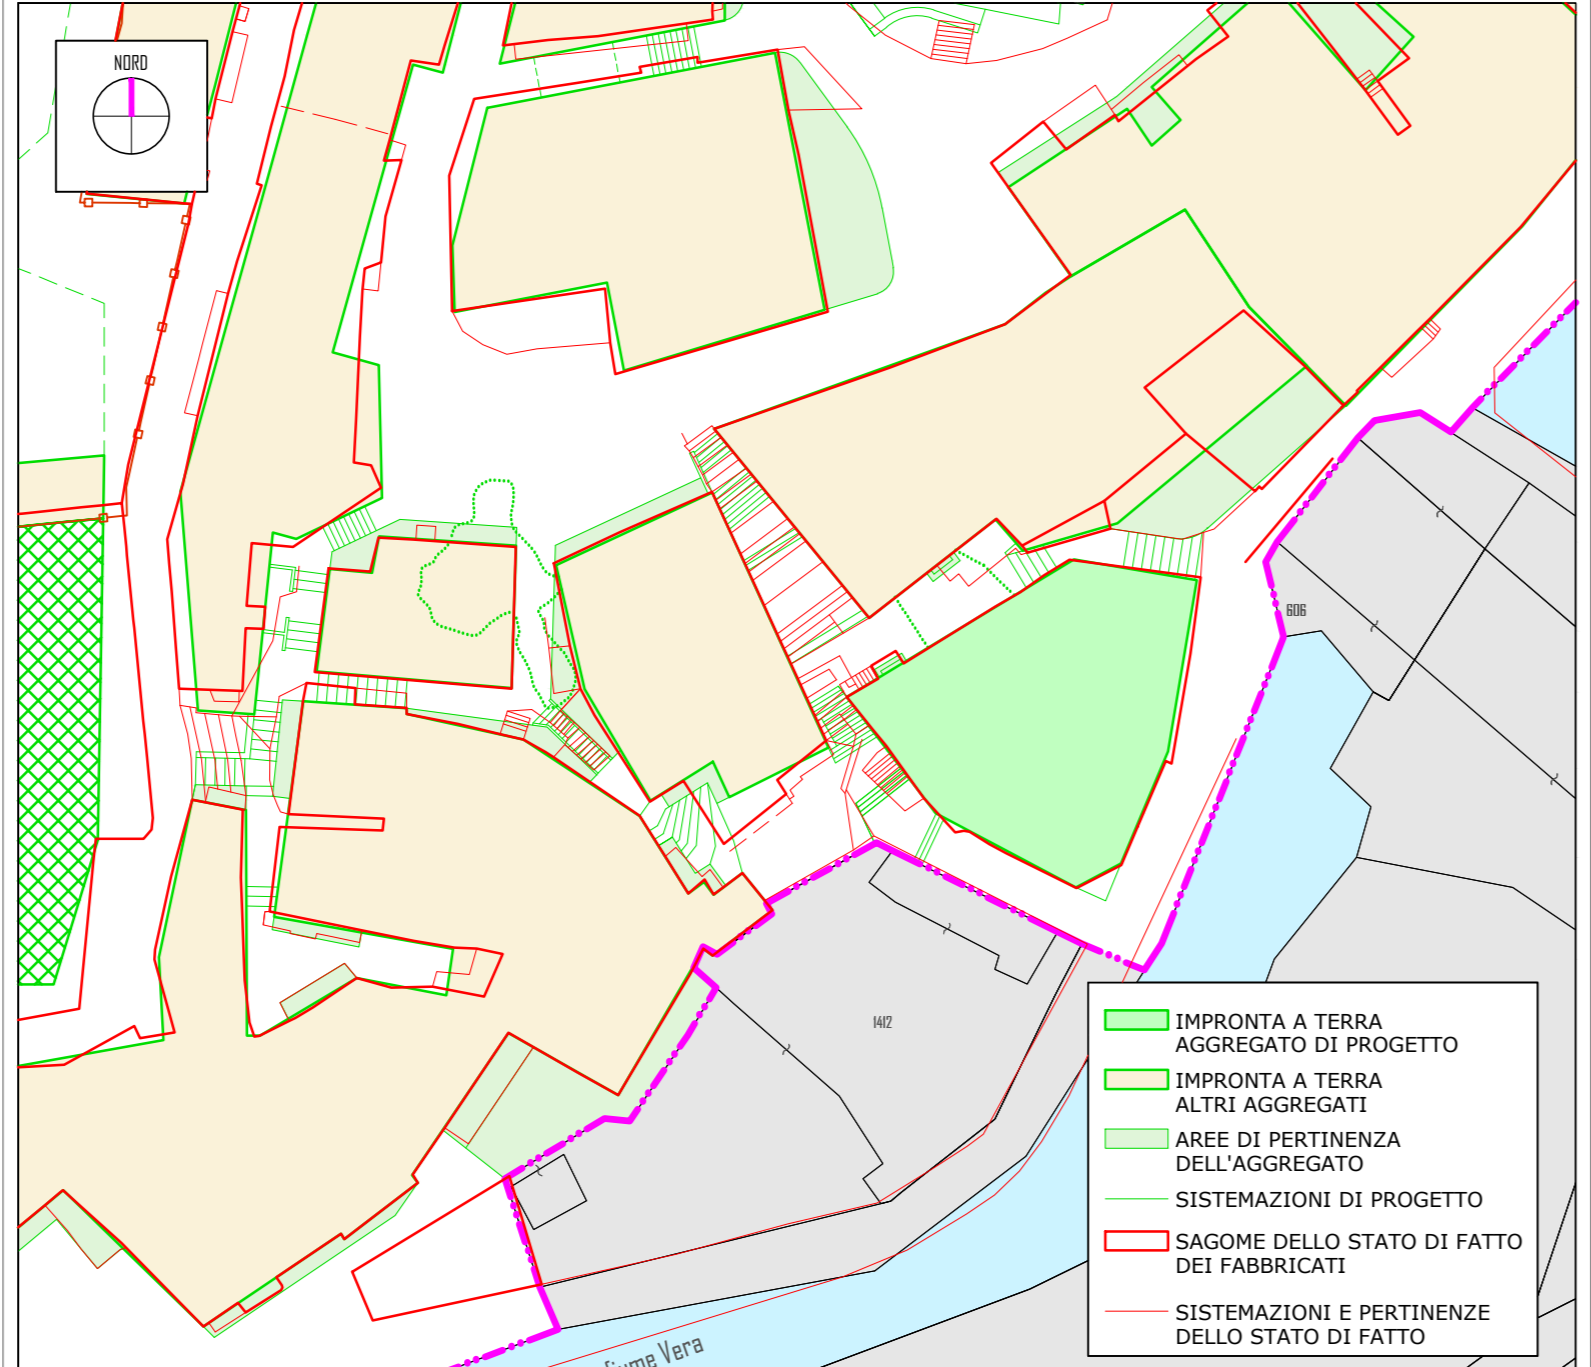 NORD
606
1412
IMPRONTA A TERRA
AGGREGATO DI PROGETTO
IMPRONTA A TERRA
ALTRI AGGREGATI
AREE DI PERTINENZA
DELL'AGGREGATO
SISTEMAZIONI DI PROGETTO
SAGOME DELLO STATO DI FATTO
DEI FABBRICATI
SISTEMAZIONI E PERTINENZE
DELLO STATO DI FATTO
fiume Vera